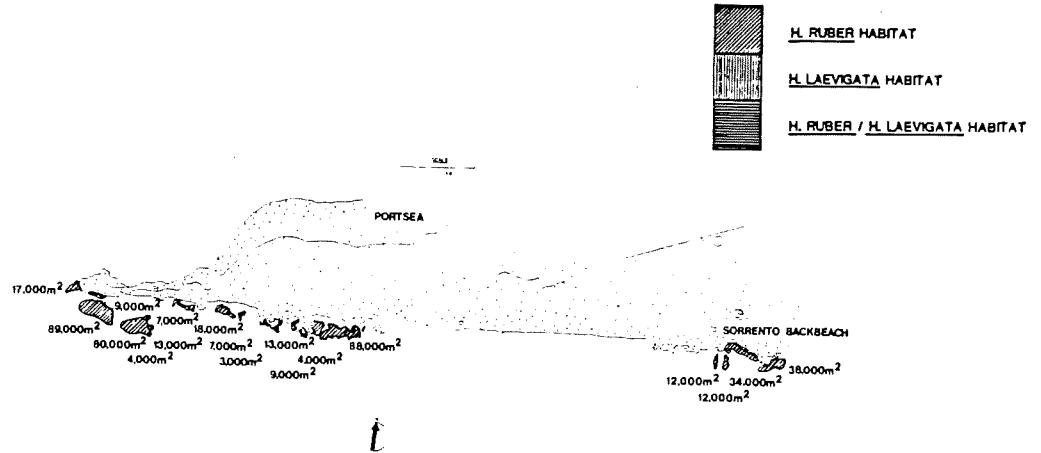 H. RUBER HABITAT
H. LAEVIGATA HABITAT
H. RUBER / H. LAEVIGATA HABITAT
PORTSEA
17,000m²
9,000m²
89,000m²
7,000m²
80,000m²
4,000m²
13,000m²
18,000m²
7,000m²
3,000m²
13,000m²
9,000m²
4,000m²
88,000m²
SORRENTO BACKBEACH
12,000m²
12,000m²
34.000m²
38.000m²